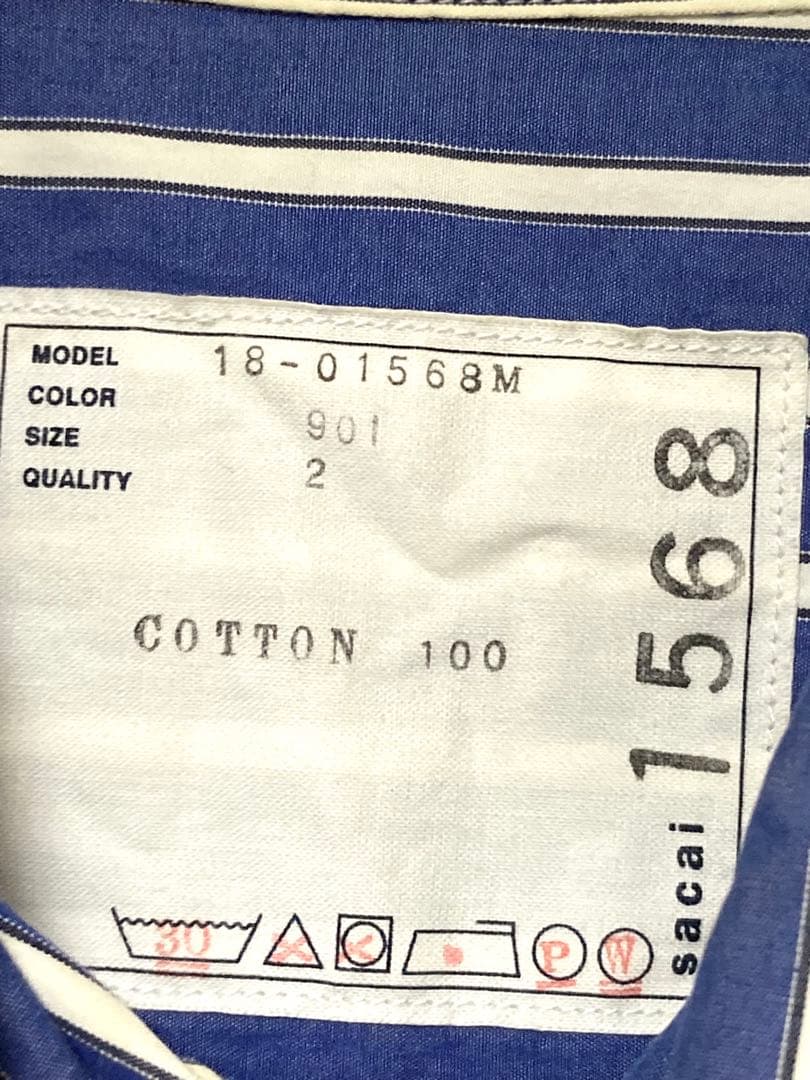 MODEL 18-01568M
COLOR 901
SIZE 2
QUALITY
COTTON 100
sacai 1568
30 P W